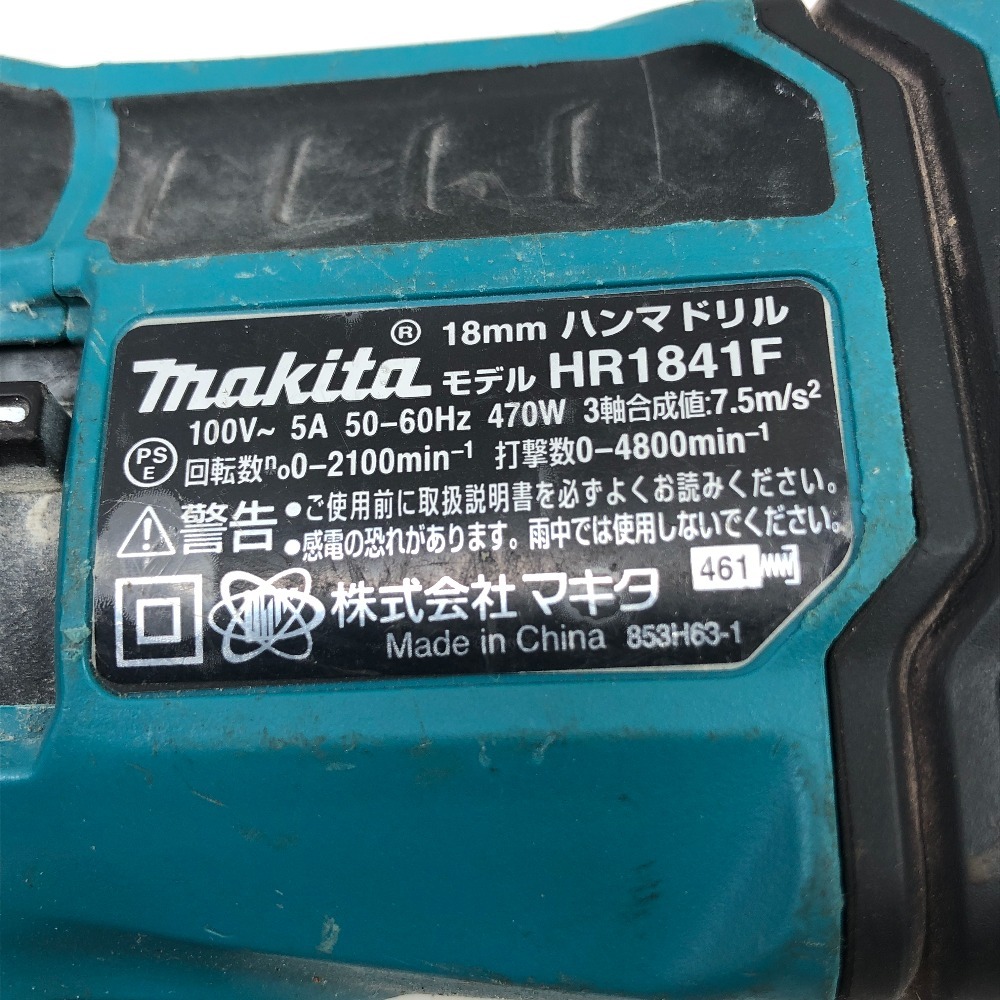 ® 18mm ハンマドリル
makita モデル HR1841F
100V~ 5A 50-60Hz 470W 3軸合成値:7.5m/s²
PS E 回転数n₀0-2100min⁻¹ 打撃数0-4800min⁻¹
警告 •ご使用前に取扱説明書を必ずよくお読みください。
•感電の恐れがあります。雨中では使用しないでください。
461
株式会社マキタ
Made in China 853H63-1